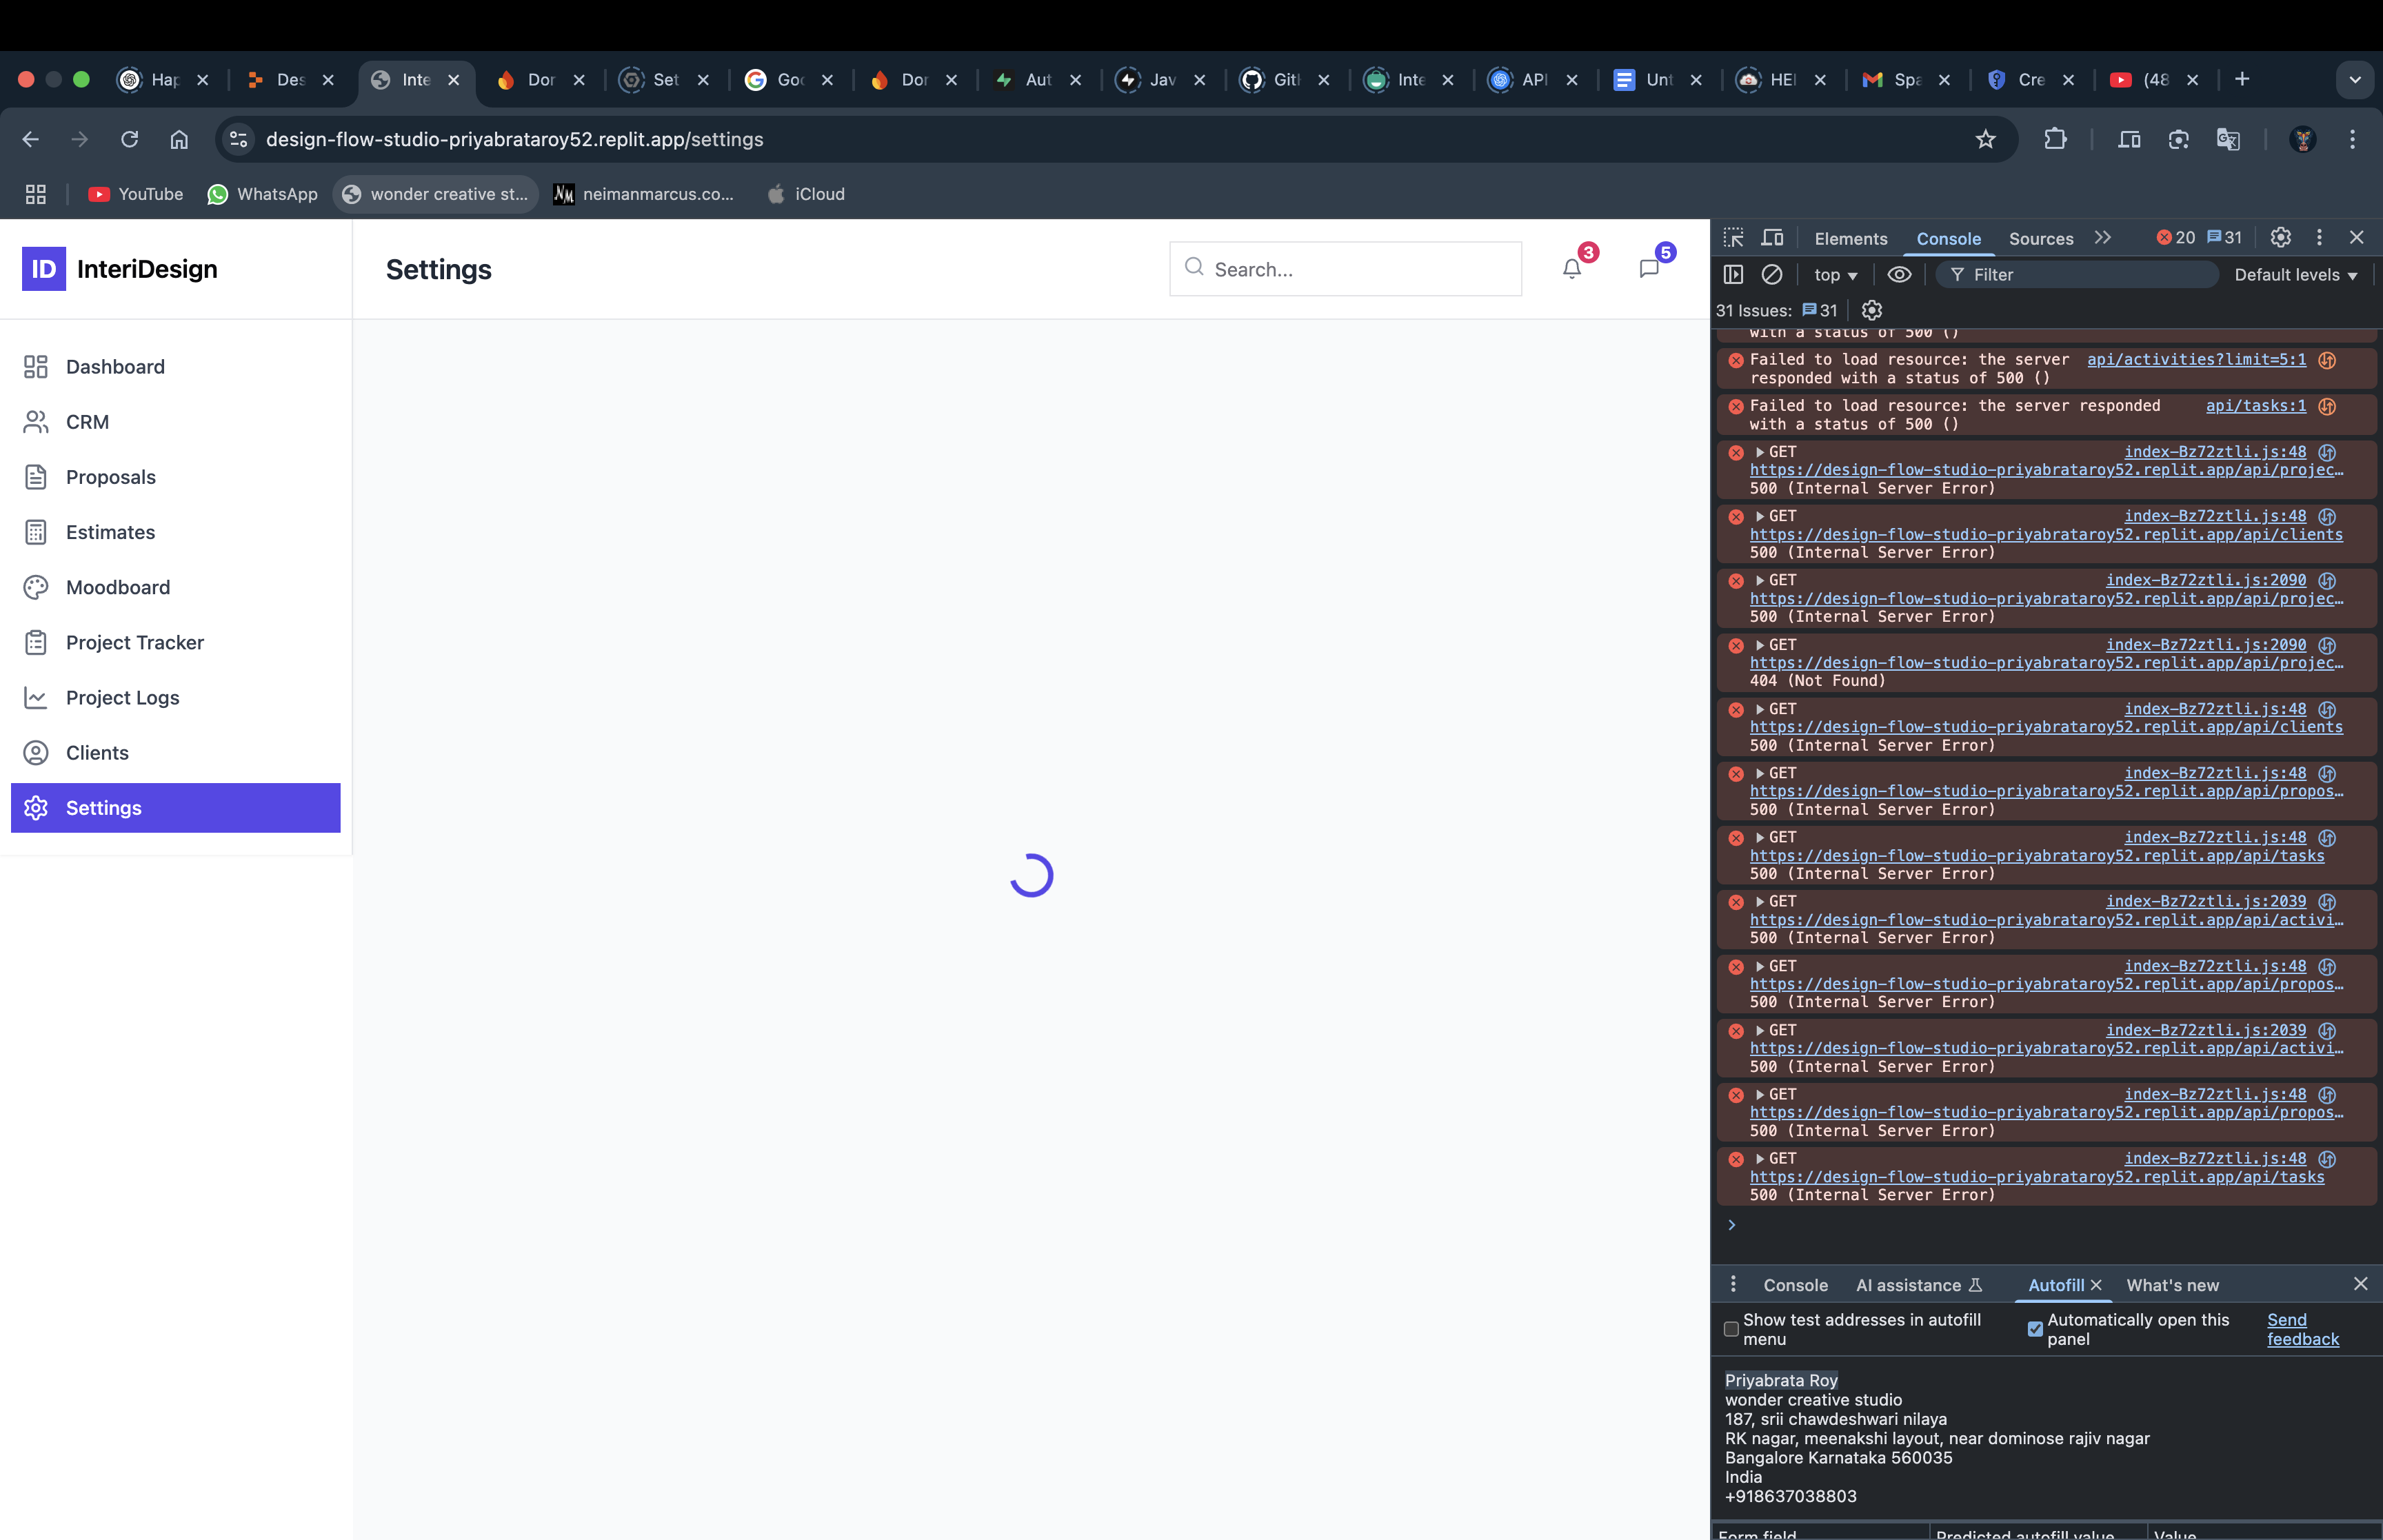 Hap
Des
Inte
Dor
Set
Goo
Dor
Aut
Jav
Git
Inte
API
Unt
HEI
Spa
Cre
(48
design-flow-studio-priyabrataroy52.replit.app/settings
YouTube
WhatsApp
wonder creative st...
neimanmarcus.co...
iCloud
ID InteriDesign
Settings
Search...
3
5
Dashboard
CRM
Proposals
Estimates
Moodboard
Project Tracker
Project Logs
Clients
Settings
Elements Console Sources 20 31
top Filter Default levels
31 Issues: 31
with a status of 500 ()
Failed to load resource: the server api/activities?limit=5:1
responded with a status of 500 ()
Failed to load resource: the server responded api/tasks:1
with a status of 500 ()
GET index-Bz72ztli.js:48
https://design-flow-studio-priyabrataroy52.replit.app/api/projec…
500 (Internal Server Error)
GET index-Bz72ztli.js:48
https://design-flow-studio-priyabrataroy52.replit.app/api/clients
500 (Internal Server Error)
GET index-Bz72ztli.js:2090
https://design-flow-studio-priyabrataroy52.replit.app/api/projec…
500 (Internal Server Error)
GET index-Bz72ztli.js:2090
https://design-flow-studio-priyabrataroy52.replit.app/api/projec…
404 (Not Found)
GET index-Bz72ztli.js:48
https://design-flow-studio-priyabrataroy52.replit.app/api/clients
500 (Internal Server Error)
GET index-Bz72ztli.js:48
https://design-flow-studio-priyabrataroy52.replit.app/api/propos…
500 (Internal Server Error)
GET index-Bz72ztli.js:48
https://design-flow-studio-priyabrataroy52.replit.app/api/tasks
500 (Internal Server Error)
GET index-Bz72ztli.js:2039
https://design-flow-studio-priyabrataroy52.replit.app/api/activi…
500 (Internal Server Error)
GET index-Bz72ztli.js:48
https://design-flow-studio-priyabrataroy52.replit.app/api/propos…
500 (Internal Server Error)
GET index-Bz72ztli.js:2039
https://design-flow-studio-priyabrataroy52.replit.app/api/activi…
500 (Internal Server Error)
GET index-Bz72ztli.js:48
https://design-flow-studio-priyabrataroy52.replit.app/api/propos…
500 (Internal Server Error)
GET index-Bz72ztli.js:48
https://design-flow-studio-priyabrataroy52.replit.app/api/tasks
500 (Internal Server Error)
Console AI assistance Autofill What's new
Show test addresses in autofill menu
Automatically open this panel
Send feedback
Priyabrata Roy
wonder creative studio
187, srii chawdeshwari nilaya
RK nagar, meenakshi layout, near dominose rajiv nagar
Bangalore Karnataka 560035
India
+918637038803
Form field Predicted autofill value Value